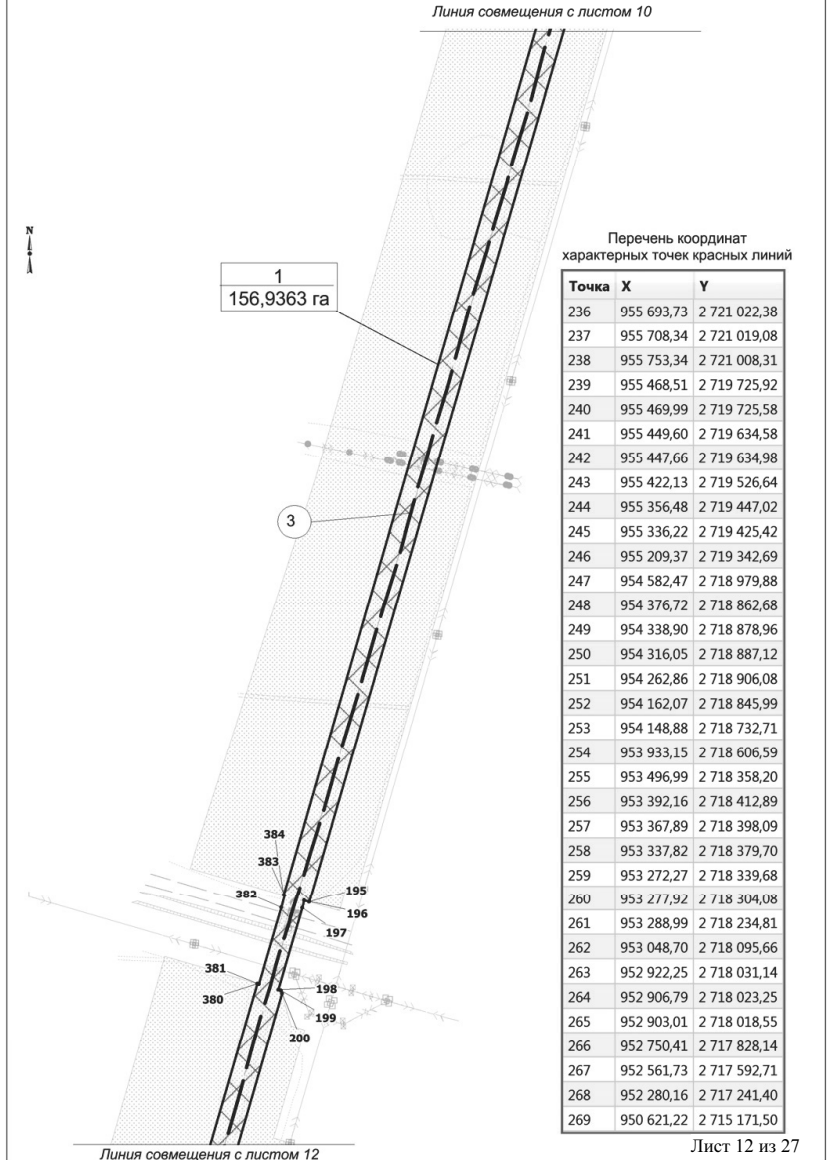 Линия совмещения с листом 10
N
1
156,9363 га
3
384
383
382
195
196
197
381
380
198
199
200
Линия совмещения с листом 12
Перечень координат
характерных точек красных линий
Точка X Y
236 955 693,73 2 721 022,38
237 955 708,34 2 721 019,08
238 955 753,34 2 721 008,31
239 955 468,51 2 719 725,92
240 955 469,99 2 719 725,58
241 955 449,60 2 719 634,58
242 955 447,66 2 719 634,98
243 955 422,13 2 719 526,64
244 955 356,48 2 719 447,02
245 955 336,22 2 719 425,42
246 955 209,37 2 719 342,69
247 954 582,47 2 718 979,88
248 954 376,72 2 718 862,68
249 954 338,90 2 718 878,96
250 954 316,05 2 718 887,12
251 954 262,86 2 718 906,08
252 954 162,07 2 718 845,99
253 954 148,88 2 718 732,71
254 953 933,15 2 718 606,59
255 953 496,99 2 718 358,20
256 953 392,16 2 718 412,89
257 953 367,89 2 718 398,09
258 953 337,82 2 718 379,70
259 953 272,27 2 718 339,68
260 953 277,92 2 718 304,08
261 953 288,99 2 718 234,81
262 953 048,70 2 718 095,66
263 952 922,25 2 718 031,14
264 952 906,79 2 718 023,25
265 952 903,01 2 718 018,55
266 952 750,41 2 717 828,14
267 952 561,73 2 717 592,71
268 952 280,16 2 717 241,40
269 950 621,22 2 715 171,50
Лист 12 из 27